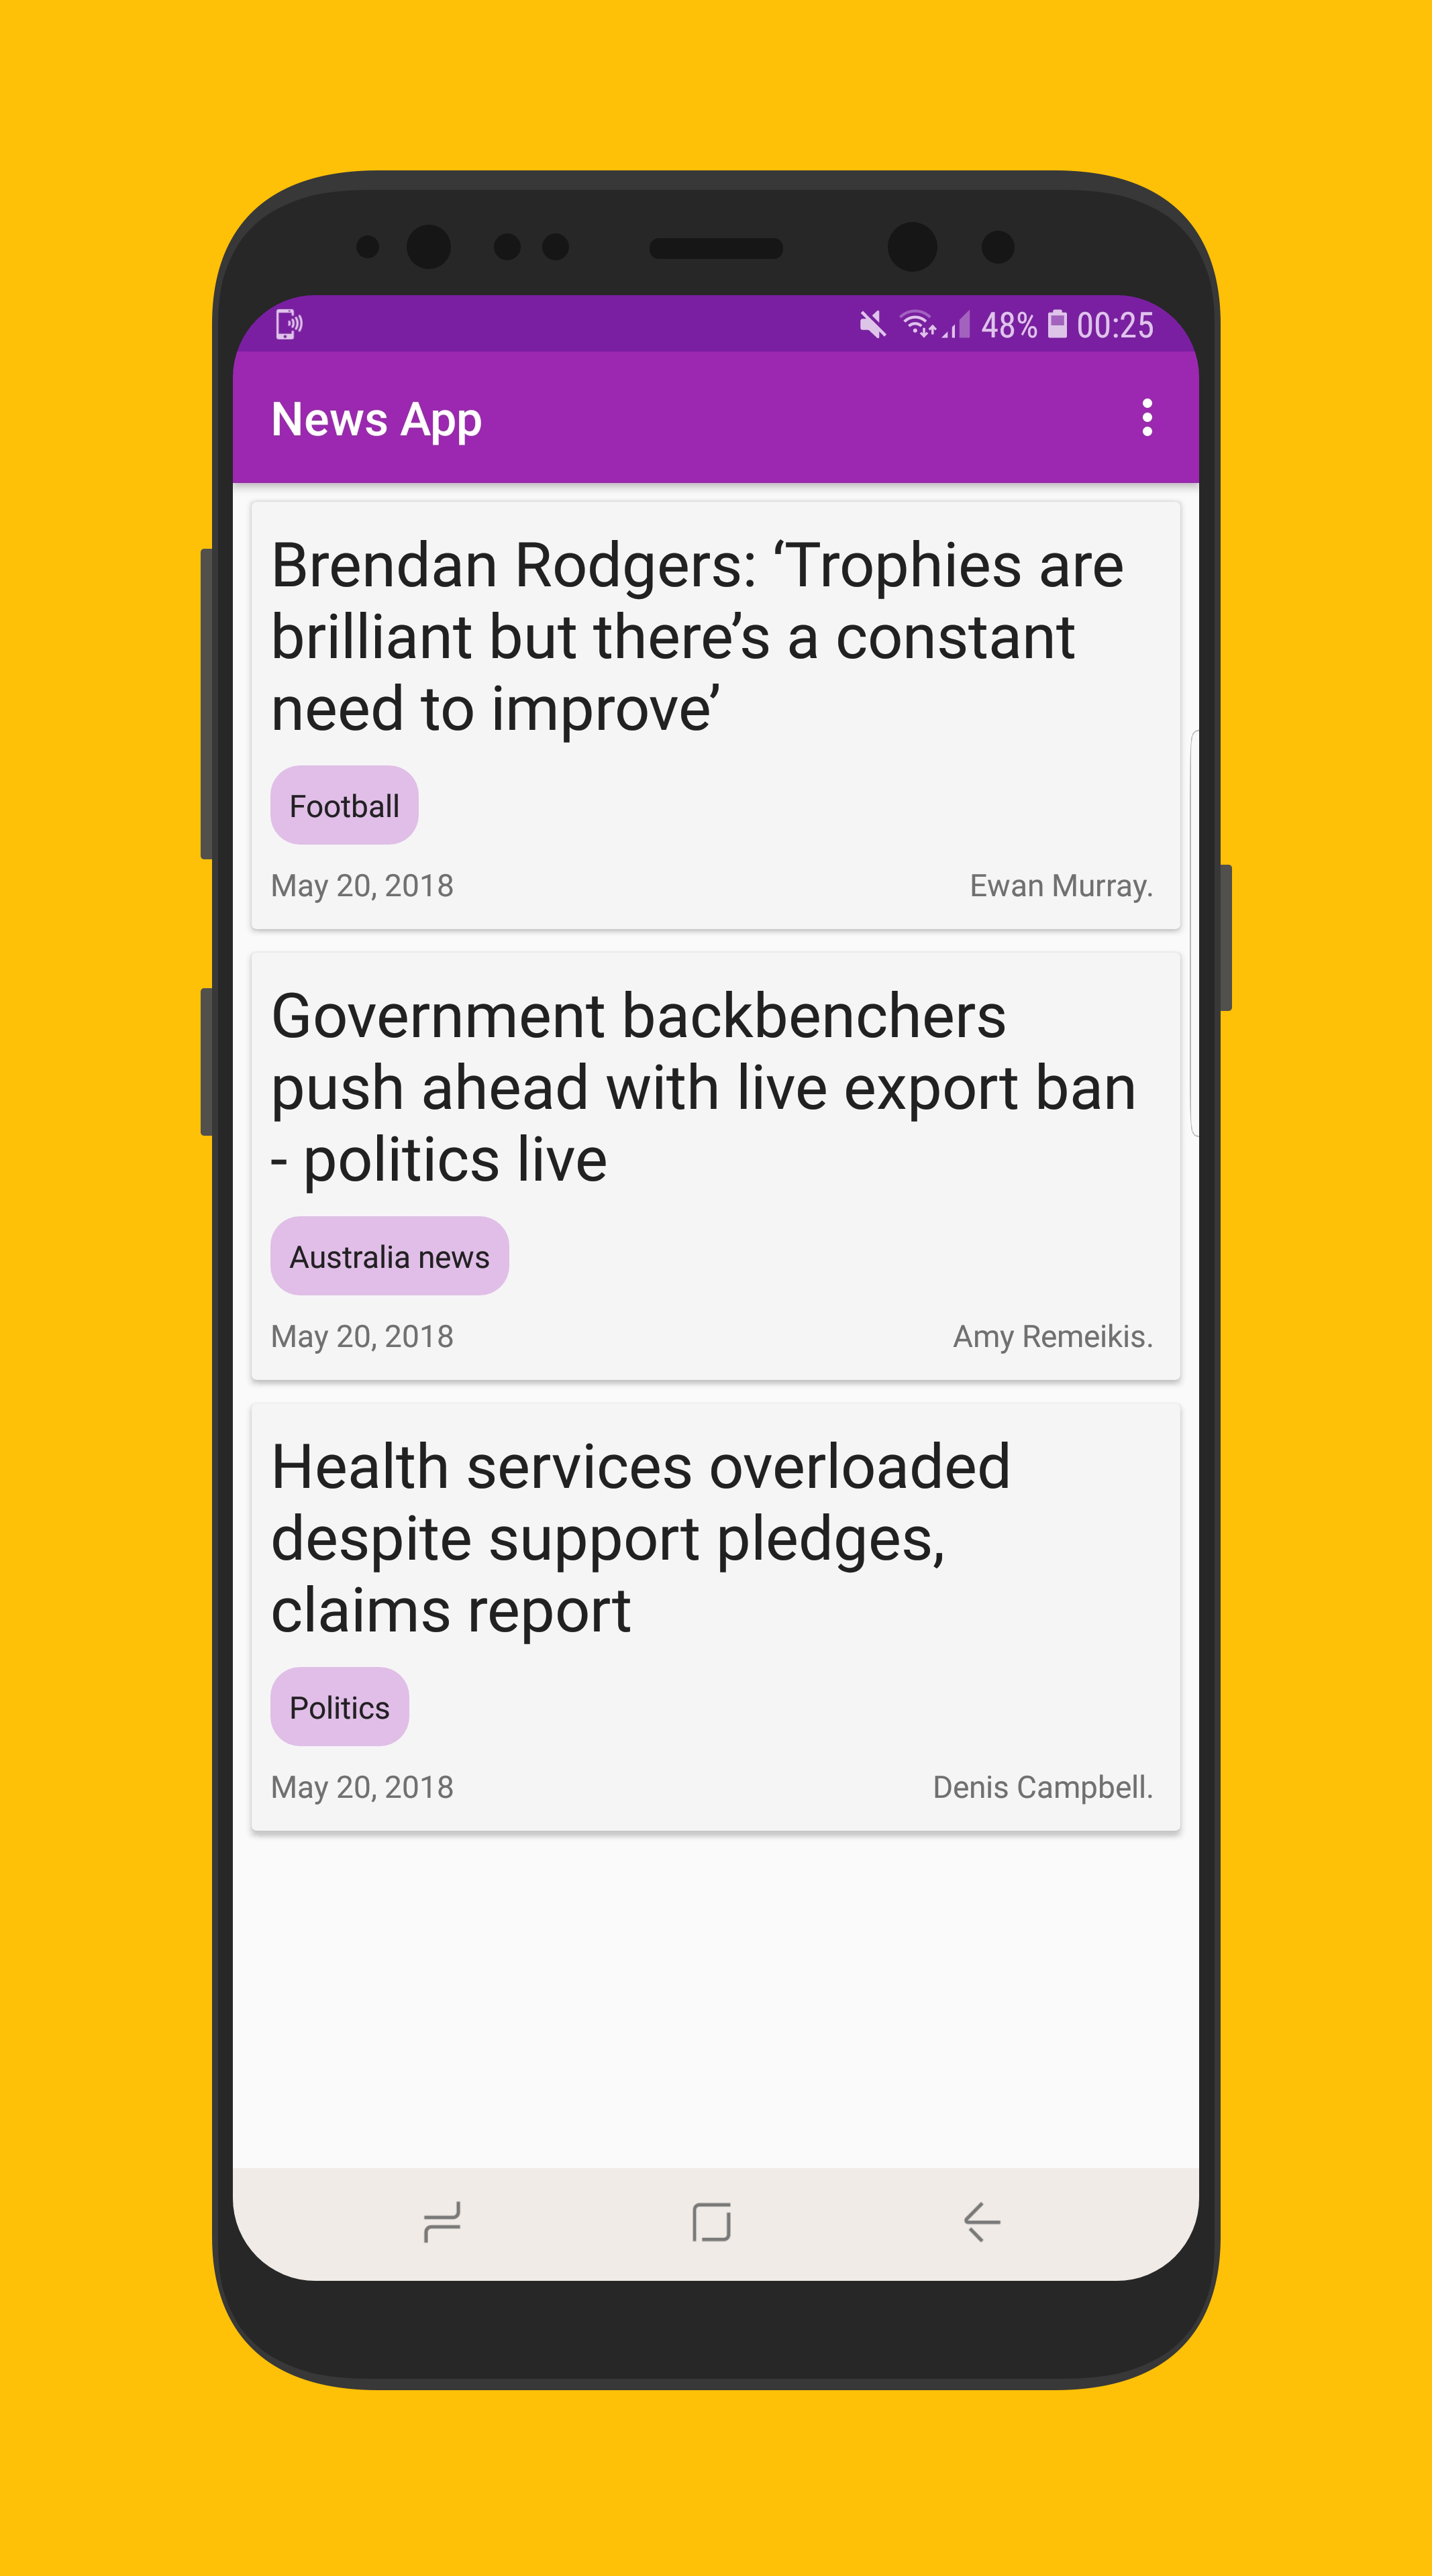 48% 00:25
News App
Brendan Rodgers: ‘Trophies are
brilliant but there’s a constant
need to improve’
Football
May 20, 2018 Ewan Murray.
Government backbenchers
push ahead with live export ban
- politics live
Australia news
May 20, 2018 Amy Remeikis.
Health services overloaded
despite support pledges,
claims report
Politics
May 20, 2018 Denis Campbell.